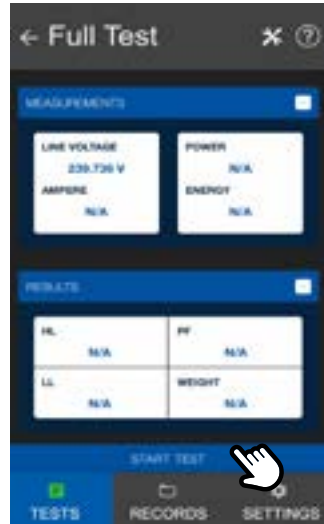 ← Full Test
MEASUREMENTS
LINE VOLTAGE
POWER
239.736 V
N/A
AMPERE
ENERGY
N/A
N/A
RESULTS
HL
PF
N/A
N/A
LL
WEIGHT
N/A
N/A
START TEST
TESTS
RECORDS
SETTINGS